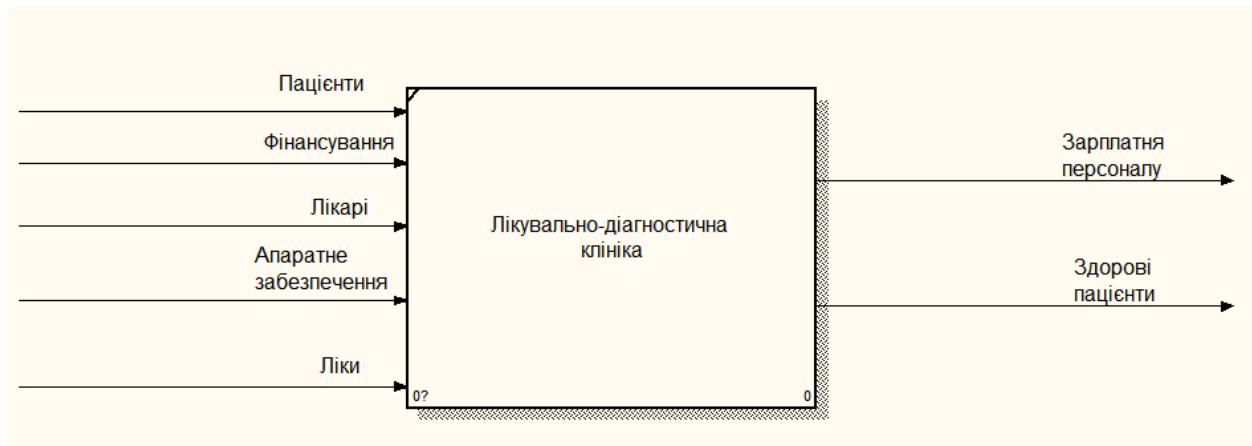 Пацієнти
Фінансування
Лікарі
Апаратне
забезпечення
Ліки
Лікувально-діагностична
клініка
0?
0
Зарплатня
персоналу
Здорові
пацієнти